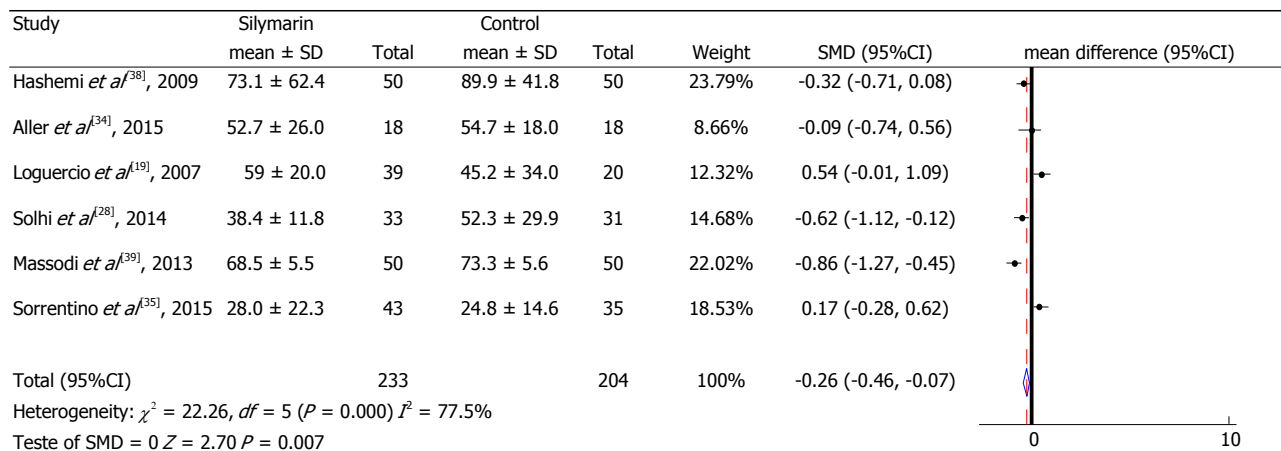 Study Silymarin Control
mean ± SD Total mean ± SD Total Weight SMD (95%CI) mean difference (95%CI)
Hashemi et al[38], 2009 73.1 ± 62.4 50 89.9 ± 41.8 50 23.79% -0.32 (-0.71, 0.08)
Aller et al[34], 2015 52.7 ± 26.0 18 54.7 ± 18.0 18 8.66% -0.09 (-0.74, 0.56)
Loguercio et al[19], 2007 59 ± 20.0 39 45.2 ± 34.0 20 12.32% 0.54 (-0.01, 1.09)
Solhi et al[28], 2014 38.4 ± 11.8 33 52.3 ± 29.9 31 14.68% -0.62 (-1.12, -0.12)
Massodi et al[39], 2013 68.5 ± 5.5 50 73.3 ± 5.6 50 22.02% -0.86 (-1.27, -0.45)
Sorrentino et al[35], 2015 28.0 ± 22.3 43 24.8 ± 14.6 35 18.53% 0.17 (-0.28, 0.62)
Total (95%CI) 233 204 100% -0.26 (-0.46, -0.07)
Heterogeneity: χ² = 22.26, df = 5 (P = 0.000) I² = 77.5%
Teste of SMD = 0 Z = 2.70 P = 0.007
0 10